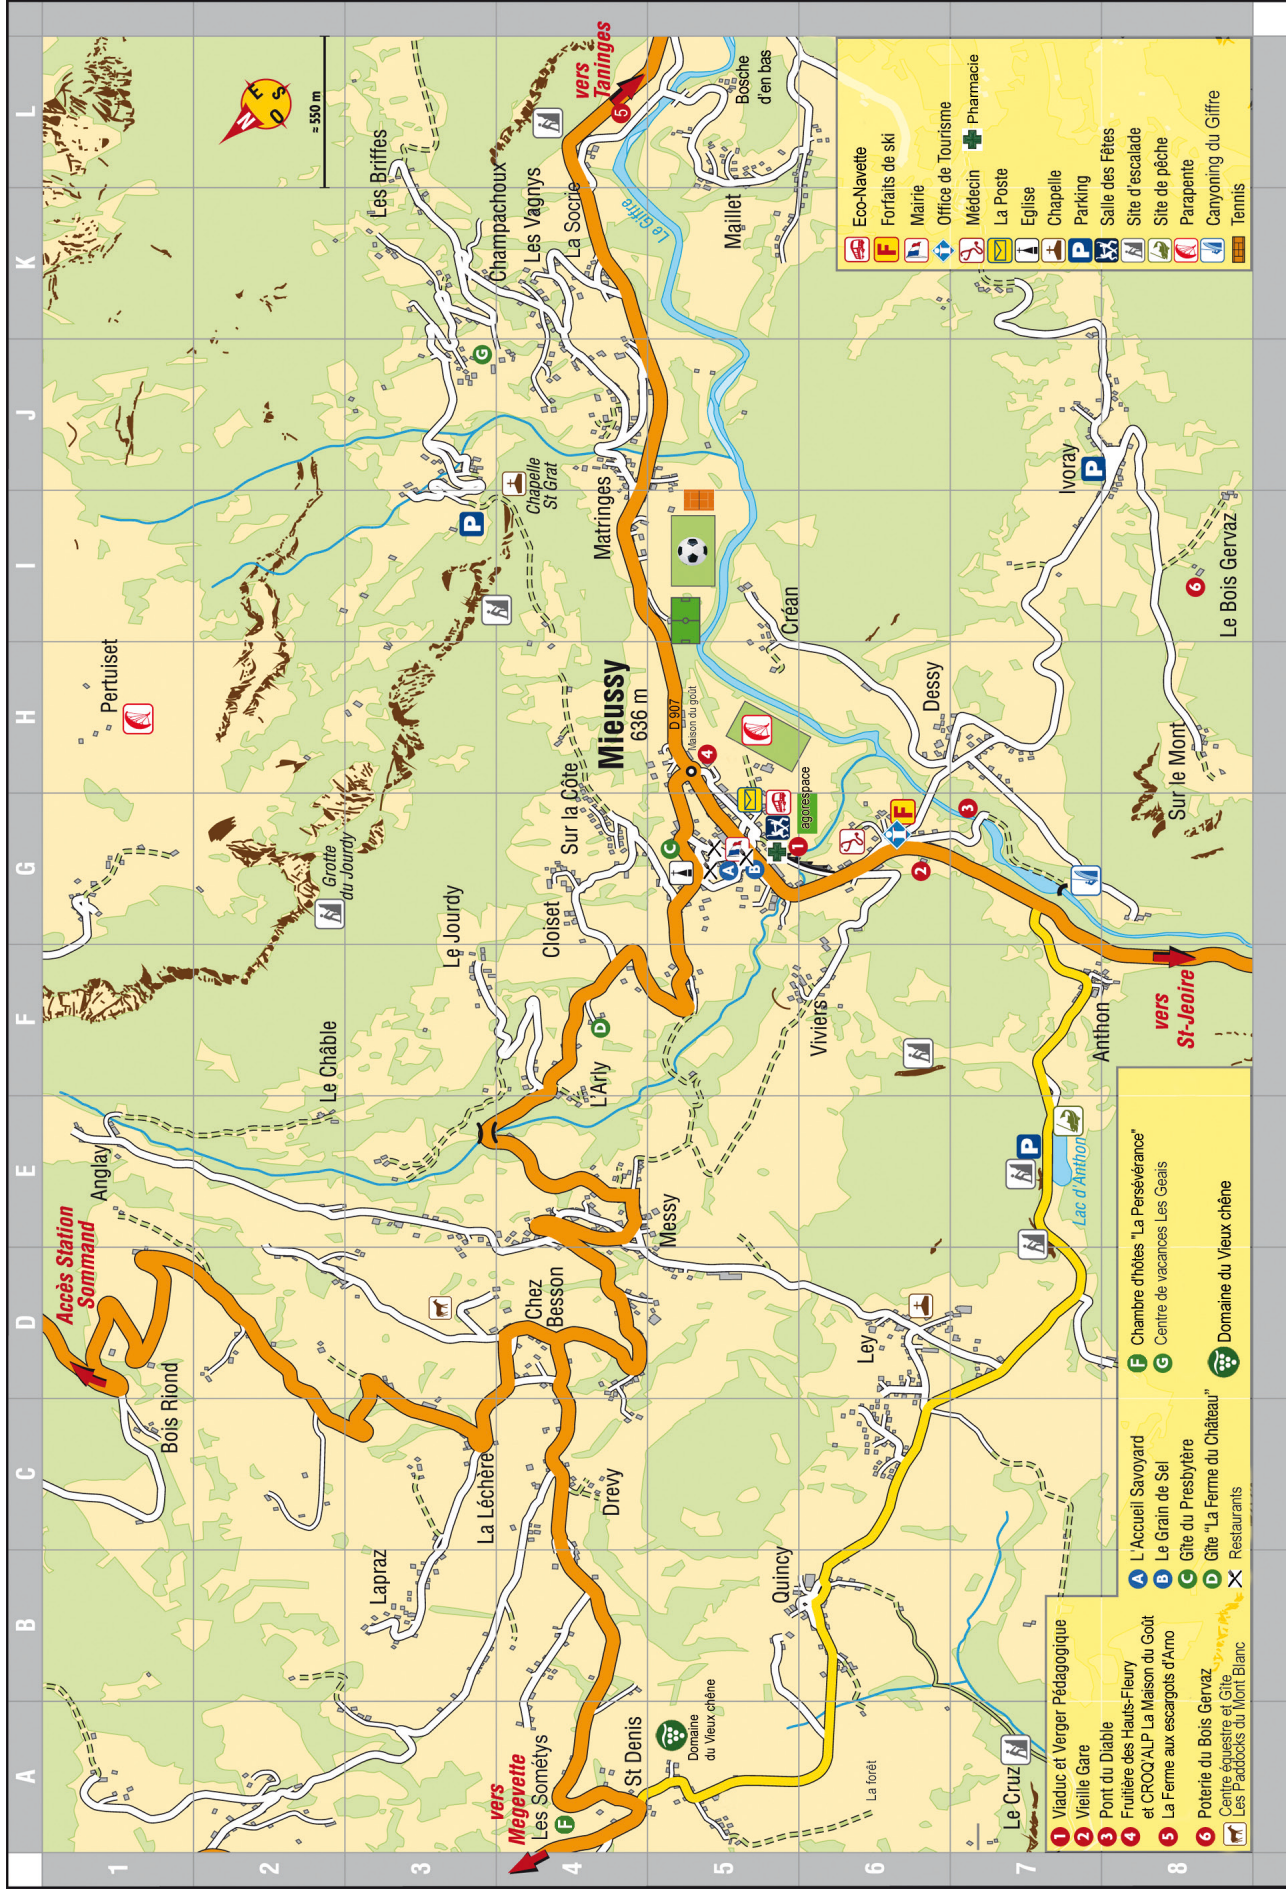 A
B
C
D
E
F
G
H
I
J
K
L
1
2
3
4
5
6
7
8
Accès Station
Sommand
Bois Riond
Anglay
Le Châble
Pertuiset
Grotte
du Jourdy
N
E
S
O
≈ 550 m
Lapraz
La Léchère
Chez
Besson
Le Jourdy
Cloiset
Sur la Côte
Les Briffes
Champachoux
Les Vagnys
La Socrie
vers
Taninges
5
G
P
Chapelle
St Grat
vers
Megevette
Les Sométys
F
St Denis
Drevy
Messy
L'Arly
D
C
Mieussy
636 m
D 907
Maison du goût
4
Matringes
Le Giffre
Maillet
Bosche
d'en bas
Domaine
du Vieux chêne
A
B
1
agorespace
Créan
Quincy
Ley
Viviers
2
F
3
Dessy
Ivoray
P
La forêt
Le Cruz
Lac d'Anthon
P
Anthon
vers
St-Jeoire
Sur le Mont
Le Bois Gervaz
6
Eco-Navette
F Forfaits de ski
Mairie
Office de Tourisme
Médecin
Pharmacie
La Poste
Eglise
Chapelle
P Parking
Salle des Fêtes
Site d'escalade
Site de pêche
Parapente
Canyoning du Giffre
Tennis
1 Viaduc et Verger Pédagogique
2 Vieille Gare
3 Pont du Diable
4 Fruitière des Hauts-Fleury
et CROQ'ALP La Maison du Goût
5 La Ferme aux escargots d'Arno
6 Poterie du Bois Gervaz
Centre équestre et Gîte
Les Paddocks du Mont Blanc
A L'Accueil Savoyard
B Le Grain de Sel
C Gîte du Presbytère
D Gîte "La Ferme du Château"
Restaurants
F Chambre d'hôtes "La Persévérance"
G Centre de vacances Les Geais
Domaine du Vieux chêne